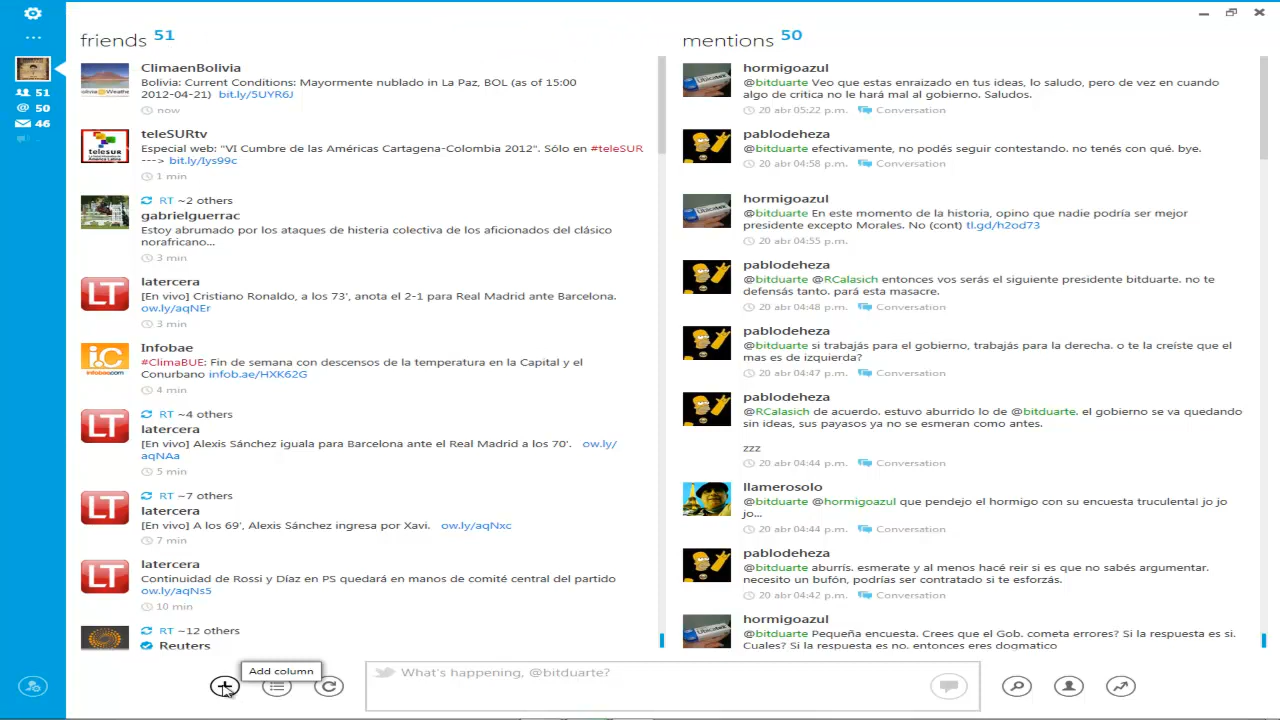 friends 51
ClimaenBolivia
Bolivia: Current Conditions: Mayormente nublado in La Paz, BOL (as of 15:00
2012-04-21) bit.ly/5UYR6J
now
teleSURtv
Especial web: "VI Cumbre de las Américas Cartagena-Colombia 2012". Sólo en #teleSUR
---> bit.ly/Iys99c
1 min
RT ~2 others
gabrielguerrac
Estoy abrumado por los ataques de histeria colectiva de los aficionados del clásico
norafricano...
3 min
latercera
[En vivo] Cristiano Ronaldo, a los 73', anota el 2-1 para Real Madrid ante Barcelona.
ow.ly/aqNEr
3 min
Infobae
#ClimaBUE: Fin de semana con descensos de la temperatura en la Capital y el
Conurbano infob.ae/HXK62G
4 min
RT ~4 others
latercera
[En vivo] Alexis Sánchez iguala para Barcelona ante el Real Madrid a los 70'. ow.ly/
aqNAa
5 min
RT ~7 others
latercera
[En vivo] A los 69', Alexis Sánchez ingresa por Xavi. ow.ly/aqNxc
7 min
latercera
Continuidad de Rossi y Díaz en PS quedará en manos de comité central del partido
ow.ly/aqNs5
10 min
RT ~12 others
Reuters
mentions 50
hormigoazul
@bitduarte Veo que estas enraizado en tus ideas, lo saludo, pero de vez en cuando
algo de critica no le hará mal al gobierno. Saludos.
20 abr 05:22 p.m. Conversation
pablodeheza
@bitduarte efectivamente, no podés seguir contestando. no tenés con qué. bye.
20 abr 04:58 p.m. Conversation
hormigoazul
@bitduarte En este momento de la historia, opino que nadie podría ser mejor
presidente excepto Morales. No (cont) tl.gd/h2od73
20 abr 04:55 p.m.
pablodeheza
@bitduarte @RCalasich entonces vos serás el siguiente presidente bitduarte. no te
defensás tanto. pará esta masacre.
20 abr 04:48 p.m. Conversation
pablodeheza
@bitduarte si trabajás para el gobierno, trabajás para la derecha. o te la creíste que el
mas es de izquierda?
20 abr 04:47 p.m. Conversation
pablodeheza
@RCalasich de acuerdo. estuvo aburrido lo de @bitduarte. el gobierno se va quedando
sin ideas, sus payasos ya no se esmeran como antes.
zzz
20 abr 04:44 p.m. Conversation
llamerosolo
@bitduarte @hormigoazul que pendejo el hormigo con su encuesta truculenta! jo jo
jo...
20 abr 04:44 p.m. Conversation
pablodeheza
@bitduarte aburrís. esmerate y al menos hacé reir si es que no sabés argumentar.
necesito un bufón, podrías ser contratado si te esforzás.
20 abr 04:42 p.m. Conversation
hormigoazul
@bitduarte Pequeña encuesta. Crees que el Gob. cometa errores? Si la respuesta es si.
Cuales? Si la respuesta es no. entonces eres dogmatico
51
@ 50
46
Add column
What's happening, @bitduarte?